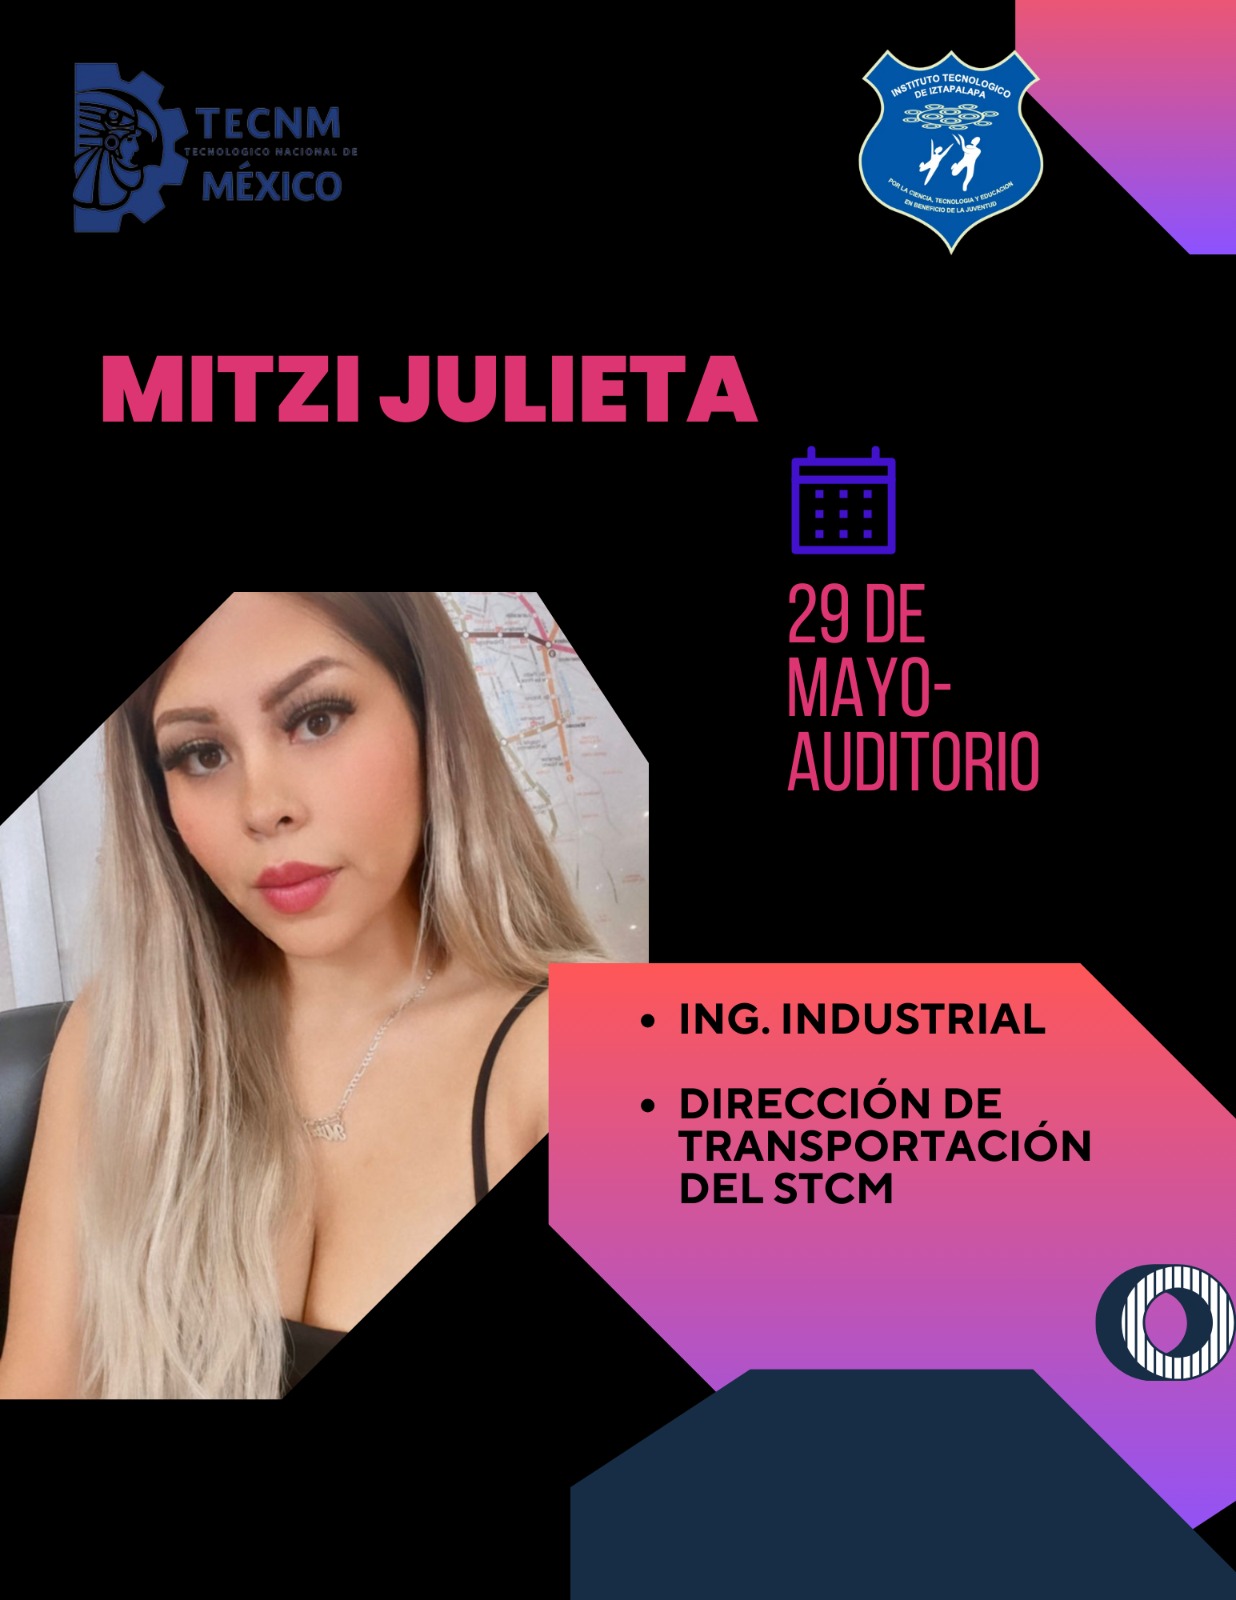 TECNM
TECNOLOGICO NACIONAL DE
MÉXICO
INSTITUTO TECNOLOGICO
DE IZTAPALAPA
POR LA CIENCIA, TECNOLOGIA Y EDUCACION
EN BENEFICIO DE LA JUVENTUD
MITZI JULIETA
29 DE
MAYO-
AUDITORIO
• ING. INDUSTRIAL
• DIRECCIÓN DE
TRANSPORTACIÓN
DEL STCM